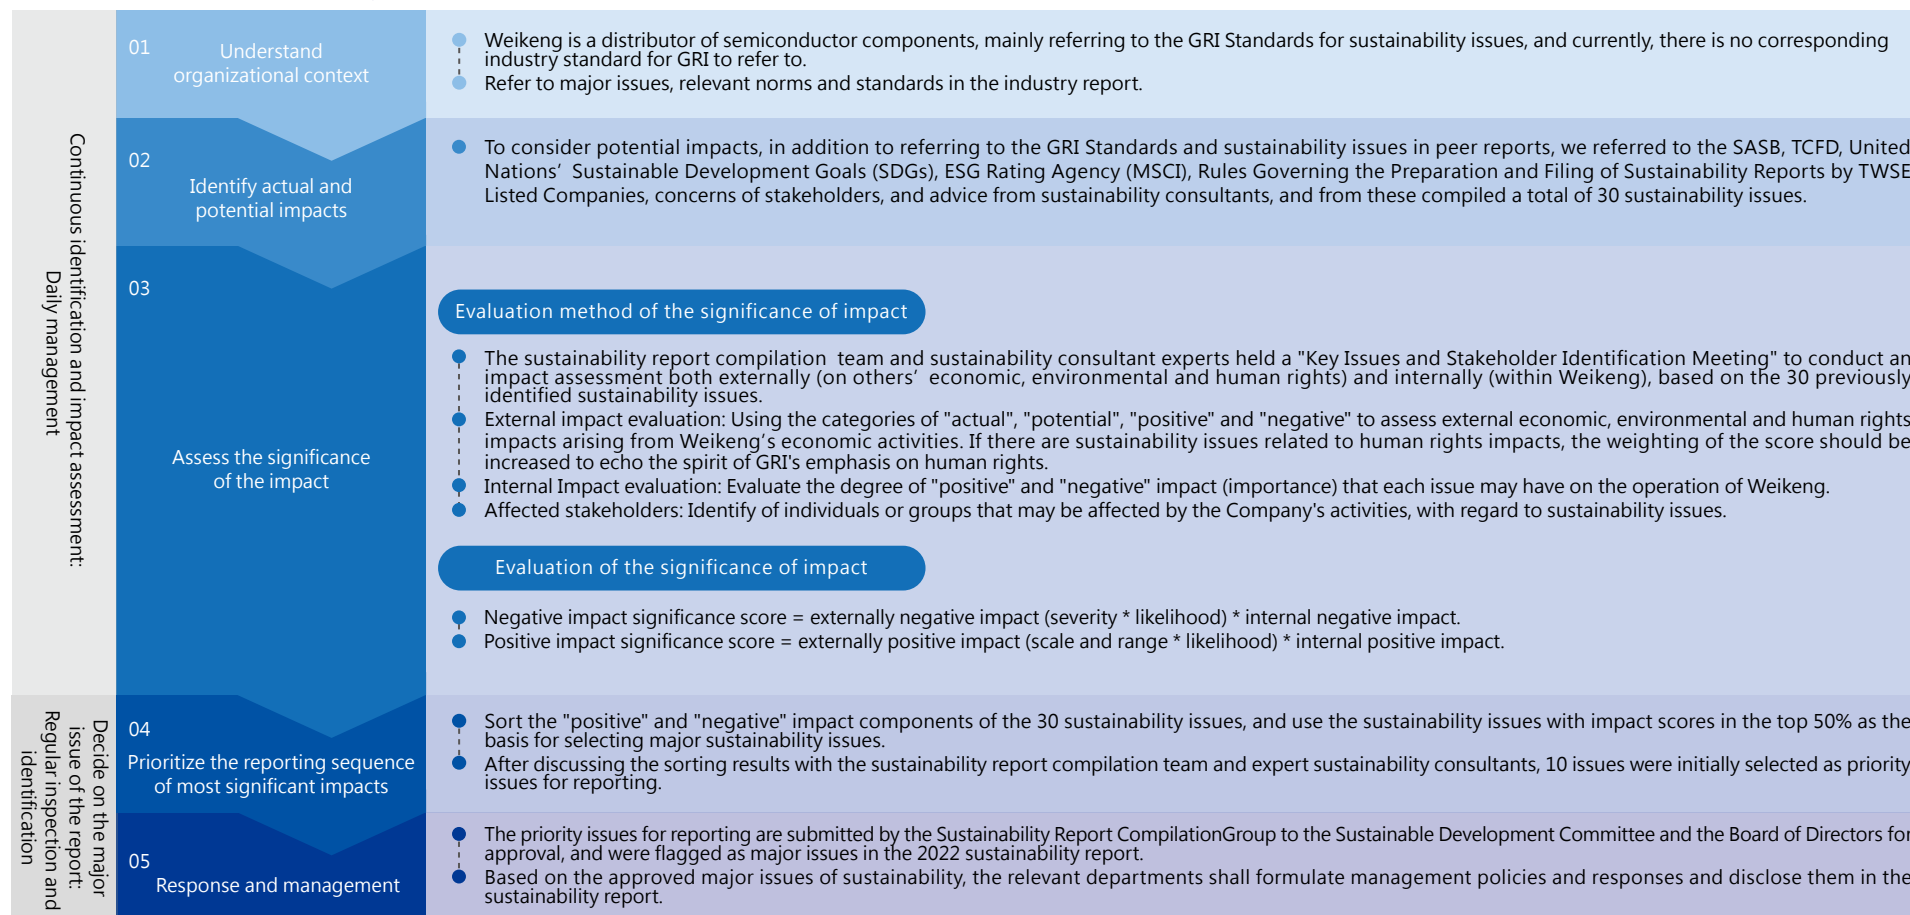 Continuous identification and impact assessment:
Daily management
01
Understand
organizational context
Weikeng is a distributor of semiconductor components, mainly referring to the GRI Standards for sustainability issues, and currently, there is no corresponding
industry standard for GRI to refer to.
Refer to major issues, relevant norms and standards in the industry report.
02
Identify actual and
potential impacts
To consider potential impacts, in addition to referring to the GRI Standards and sustainability issues in peer reports, we referred to the SASB, TCFD, United
Nations’ Sustainable Development Goals (SDGs), ESG Rating Agency (MSCI), Rules Governing the Preparation and Filing of Sustainability Reports by TWSE
Listed Companies, concerns of stakeholders, and advice from sustainability consultants, and from these compiled a total of 30 sustainability issues.
03
Assess the significance
of the impact
Evaluation method of the significance of impact
The sustainability report compilation team and sustainability consultant experts held a "Key Issues and Stakeholder Identification Meeting" to conduct an
impact assessment both externally (on others’ economic, environmental and human rights) and internally (within Weikeng), based on the 30 previously
identified sustainability issues.
External impact evaluation: Using the categories of "actual", "potential", "positive" and "negative" to assess external economic, environmental and human rights
impacts arising from Weikeng’s economic activities. If there are sustainability issues related to human rights impacts, the weighting of the score should be
increased to echo the spirit of GRI's emphasis on human rights.
Internal Impact evaluation: Evaluate the degree of "positive" and "negative" impact (importance) that each issue may have on the operation of Weikeng.
Affected stakeholders: Identify of individuals or groups that may be affected by the Company's activities, with regard to sustainability issues.
Evaluation of the significance of impact
Negative impact significance score = externally negative impact (severity * likelihood) * internal negative impact.
Positive impact significance score = externally positive impact (scale and range * likelihood) * internal positive impact.
Decide on the major
issue of the report:
Regular inspection and
identification
04
Prioritize the reporting sequence
of most significant impacts
Sort the "positive" and "negative" impact components of the 30 sustainability issues, and use the sustainability issues with impact scores in the top 50% as the
basis for selecting major sustainability issues.
After discussing the sorting results with the sustainability report compilation team and expert sustainability consultants, 10 issues were initially selected as priority
issues for reporting.
05
Response and management
The priority issues for reporting are submitted by the Sustainability Report CompilationGroup to the Sustainable Development Committee and the Board of Directors for
approval, and were flagged as major issues in the 2022 sustainability report.
Based on the approved major issues of sustainability, the relevant departments shall formulate management policies and responses and disclose them in the
sustainability report.